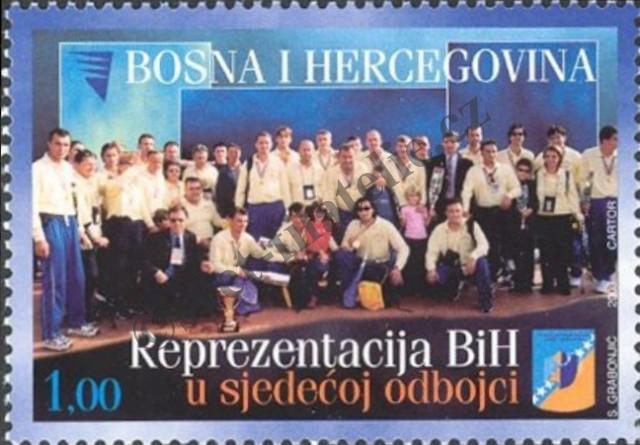 BOSNA I HERCEGOVINA
Reprezentacija BiH
u sjedećoj odbojci
1,00
S. GRABONJIĆ
CARTOR